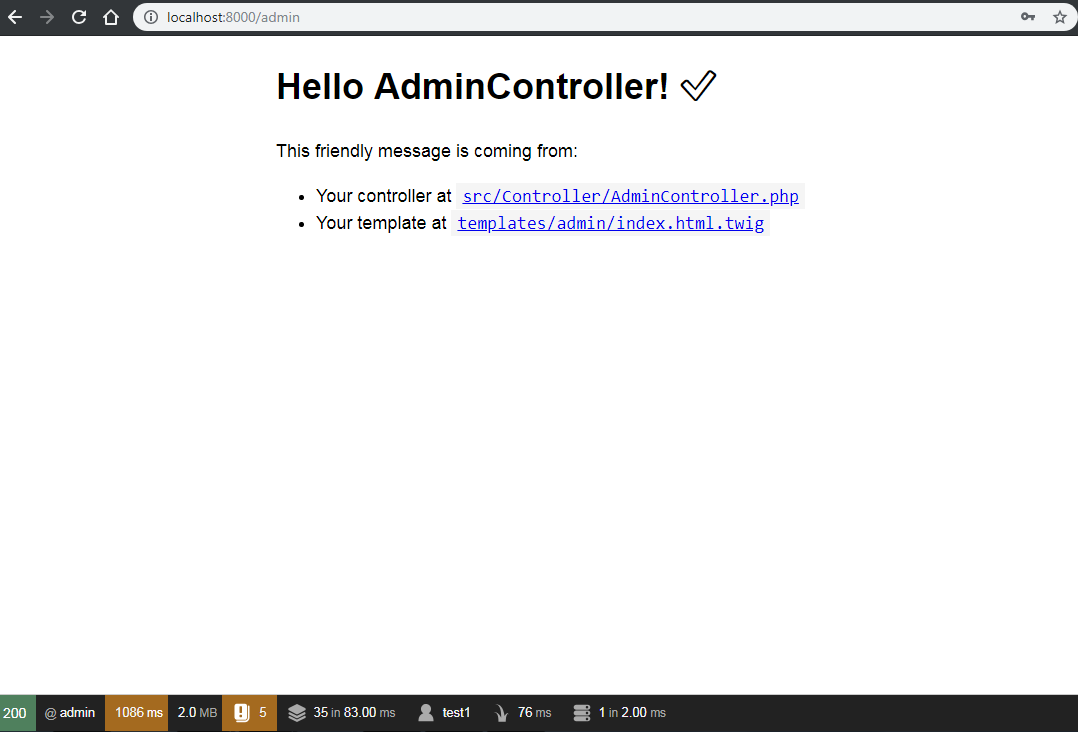 localhost:8000/admin
Hello AdminController! ✓
This friendly message is coming from:
• Your controller at src/Controller/AdminController.php
• Your template at templates/admin/index.html.twig
200 @ admin 1086 ms 2.0 MB 5 35 in 83.00 ms test1 76 ms 1 in 2.00 ms